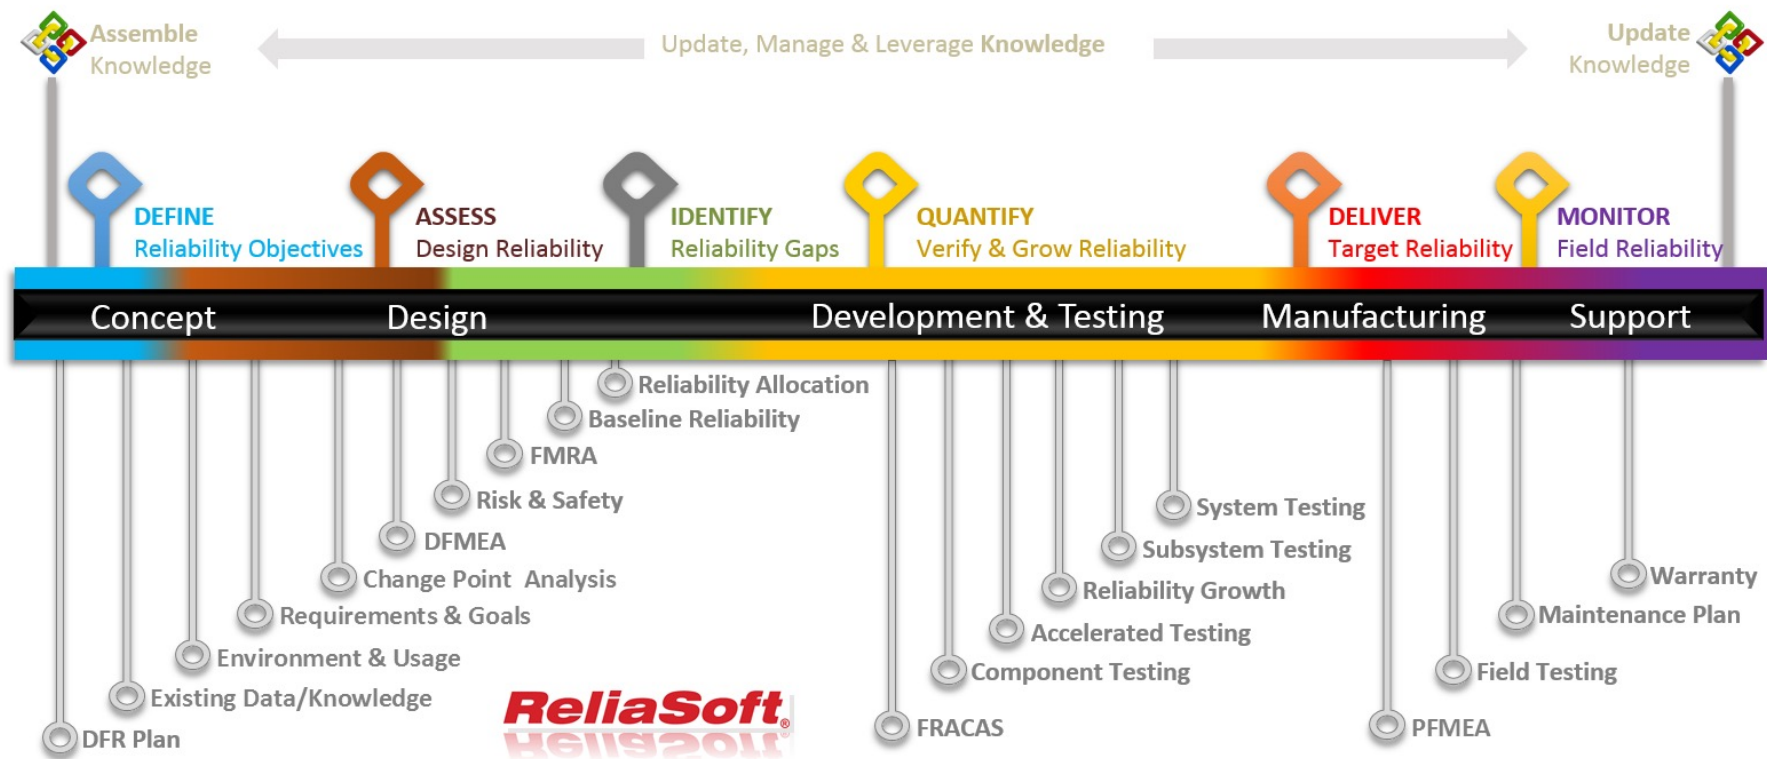 Assemble
Knowledge
Update, Manage & Leverage Knowledge
Update
Knowledge
DEFINE
Reliability Objectives
ASSESS
Design Reliability
IDENTIFY
Reliability Gaps
QUANTIFY
Verify & Grow Reliability
DELIVER
Target Reliability
MONITOR
Field Reliability
Concept
Design
Development & Testing
Manufacturing
Support
Reliability Allocation
Baseline Reliability
FMRA
Risk & Safety
DFMEA
Change Point Analysis
Requirements & Goals
Environment & Usage
Existing Data/Knowledge
DFR Plan
ReliaSoft®
System Testing
Subsystem Testing
Reliability Growth
Accelerated Testing
Component Testing
FRACAS
Warranty
Maintenance Plan
Field Testing
PFMEA